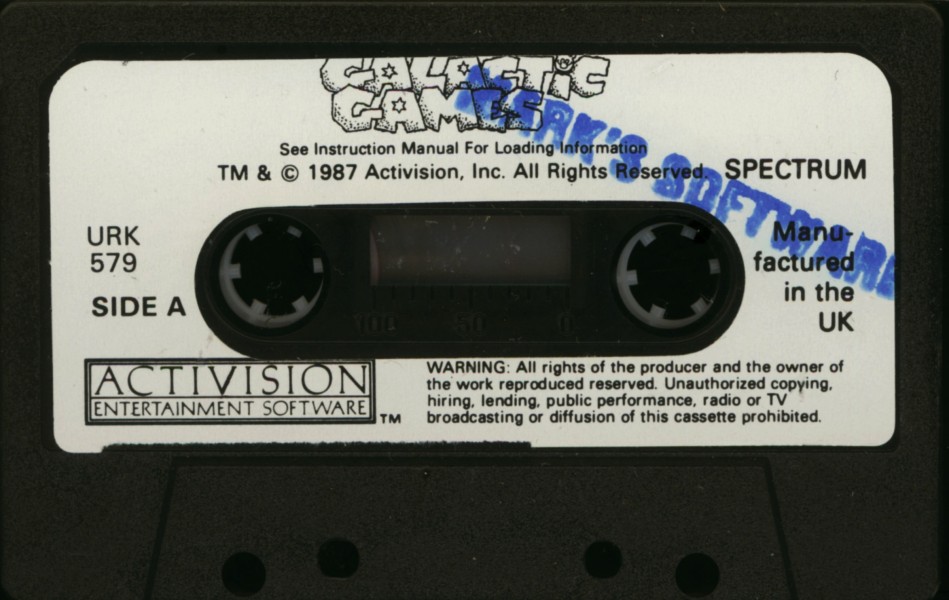 GALACTIC
GAMES
MARK'S SOFTWARE
See Instruction Manual For Loading Information
TM & © 1987 Activision, Inc. All Rights Reserved.
SPECTRUM
URK
579
SIDE A
Manu-
factured
in the
UK
100 50 0
ACTIVISION
ENTERTAINMENT SOFTWARE
TM
WARNING: All rights of the producer and the owner of
the work reproduced reserved. Unauthorized copying,
hiring, lending, public performance, radio or TV
broadcasting or diffusion of this cassette prohibited.